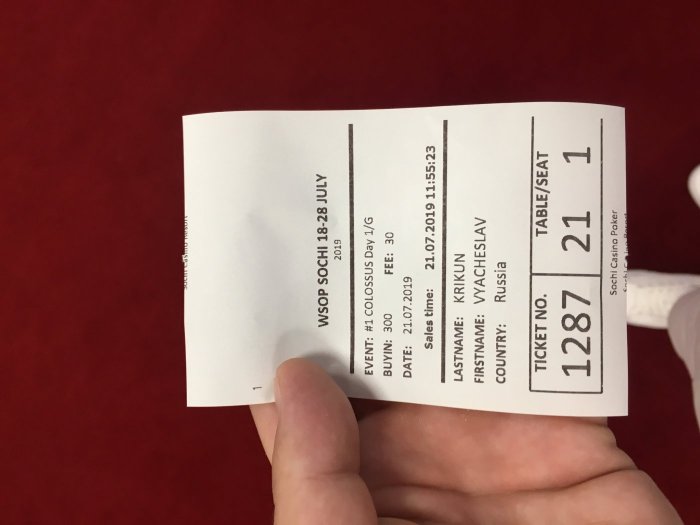 1
WSOP SOCHI 18-28 JULY
2019
EVENT: #1 COLOSSUS Day 1/G
BUYIN: 300 FEE: 30
DATE: 21.07.2019
Sales time: 21.07.2019 11:55:23
LASTNAME: KRIKUN
FIRSTNAME: VYACHESLAV
COUNTRY: Russia
TICKET NO. TABLE/SEAT
1287 21 1
Sochi Casino Poker